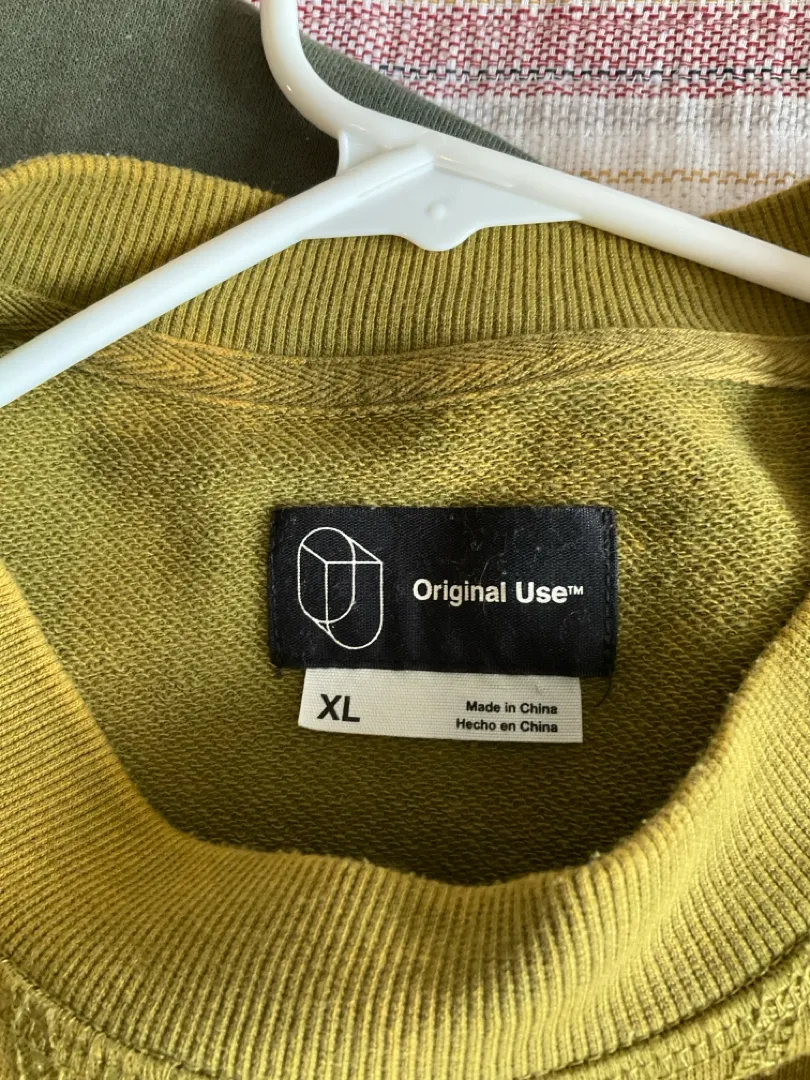 Original Use™
XL
Made in China
Hecho en China